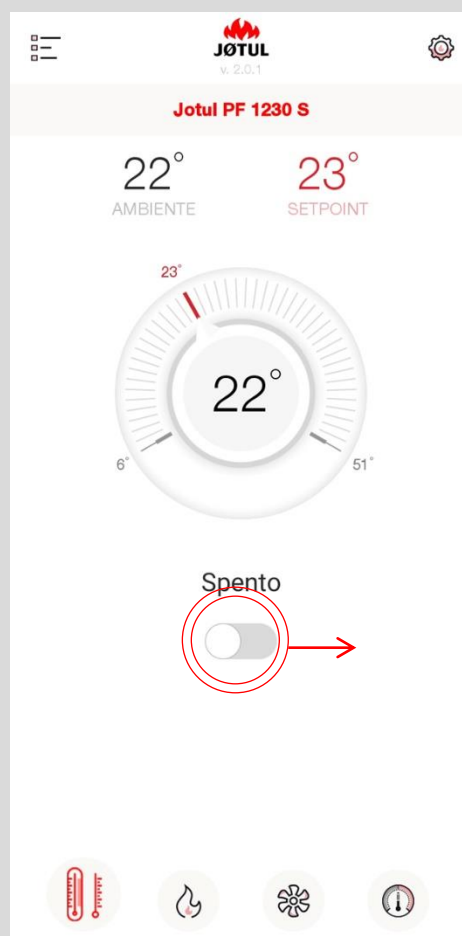 JØTUL
v. 2.0.1
Jotul PF 1230 S
22° 23°
AMBIENTE SETPOINT
23°
22°
6° 51°
Spento